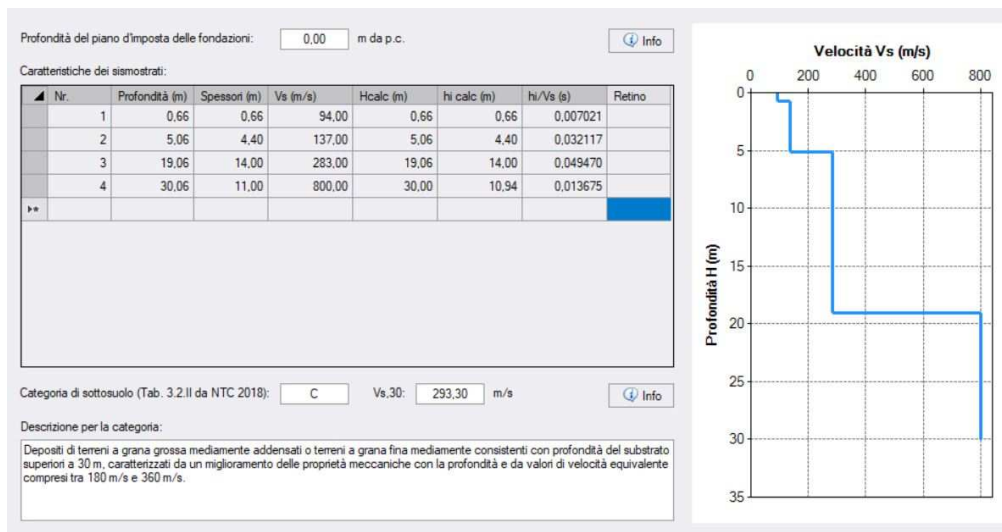 Profondità del piano d'imposta delle fondazioni: 0,00 m da p.c. Info
Caratteristiche dei sismostrati:
Nr. Profondità (m) Spessori (m) Vs (m/s) Hcalc (m) hi calc (m) hi/Vs (s) Retino
1 0,66 0,66 94,00 0,66 0,66 0,007021
2 5,06 4,40 137,00 5,06 4,40 0,032117
3 19,06 14,00 283,00 19,06 14,00 0,049470
4 30,06 11,00 800,00 30,00 10,94 0,013675
Categoria di sottosuolo (Tab. 3.2.II da NTC 2018): C Vs,30: 293,30 m/s Info
Descrizione per la categoria:
Depositi di terreni a grana grossa mediamente addensati o terreni a grana fina mediamente consistenti con profondità del substrato
superiori a 30 m, caratterizzati da un miglioramento delle proprietà meccaniche con la profondità e da valori di velocità equivalente
compresi tra 180 m/s e 360 m/s.
Velocità Vs (m/s)
0 200 400 600 800
0
5
10
15
20
25
30
35
Profondità H (m)